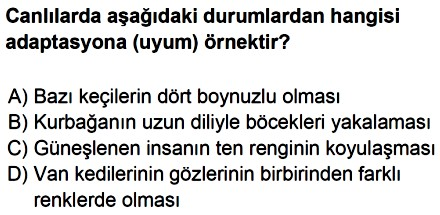 Canlılarda aşağıdaki durumlardan hangisi
adaptasyona (uyum) örnektir?
A) Bazı keçilerin dört boynuzlu olması
B) Kurbağanın uzun diliyle böcekleri yakalaması
C) Güneşlenen insanın ten renginin koyulaşması
D) Van kedilerinin gözlerinin birbirinden farklı
renklerde olması